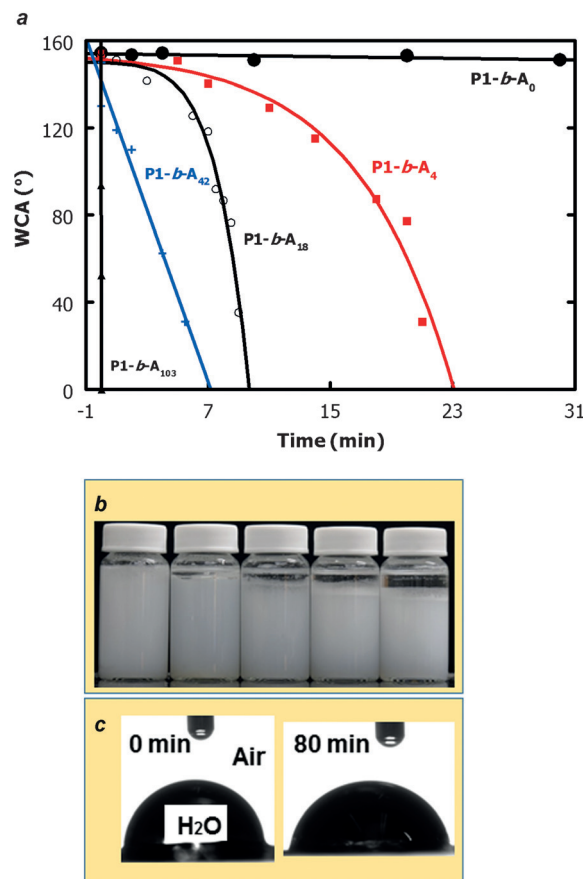 a
160
120
80
40
0
WCA (°)
P1-b-A₀
P1-b-A₄
P1-b-A₄₂
P1-b-A₁₈
P1-b-A₁₀₃
-1 7 15 23 31
Time (min)
b
c
0 min
Air
H₂O
80 min